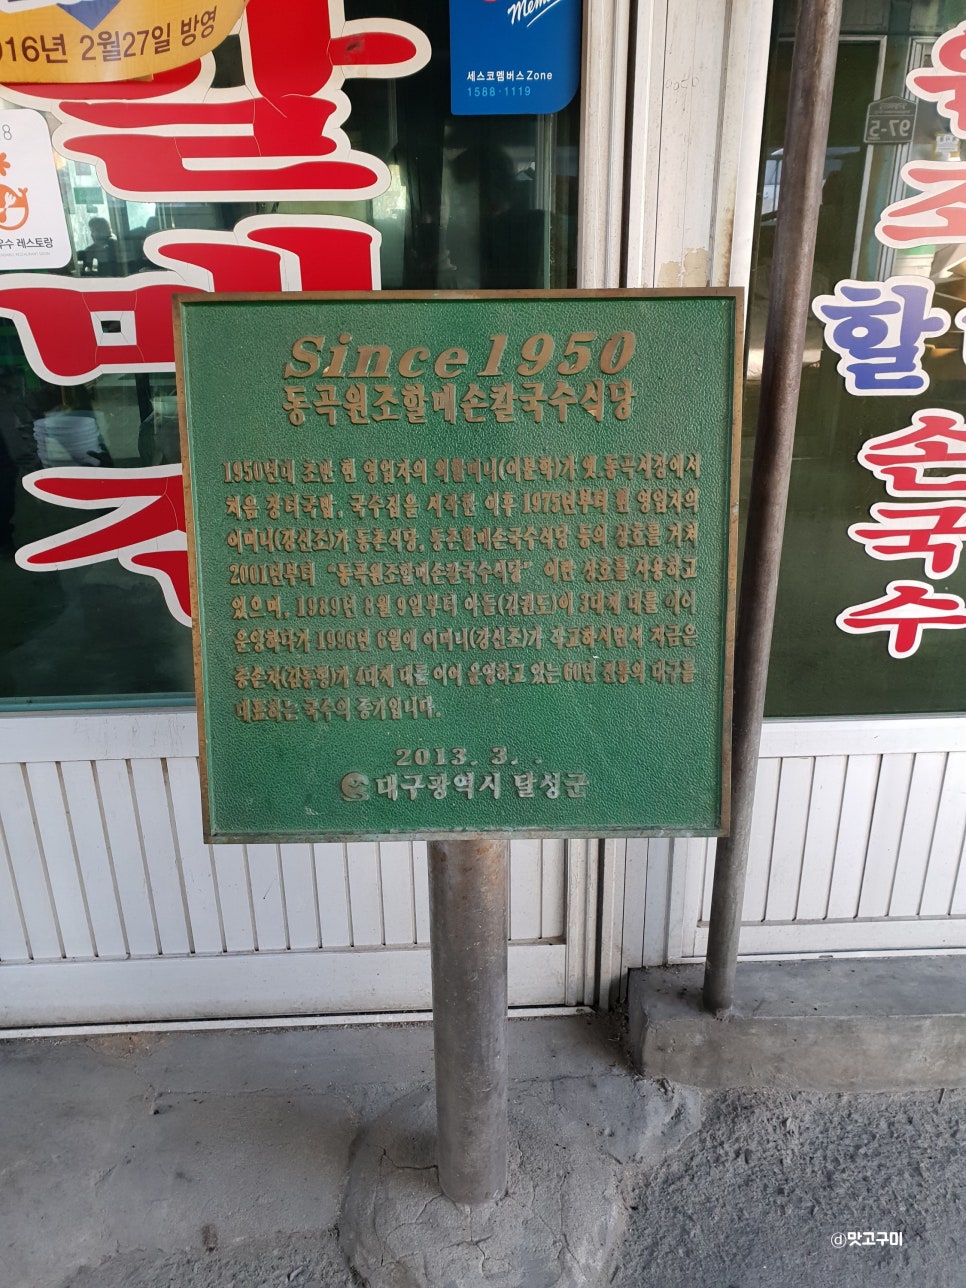 016년 2월27일 방영
세스코멤버스Zone
1588-1119
8
우수 레스토랑
97-5
할
손
국
수
Since1950
동곡원조할매손칼국수식당
1950년대 초반 현 영업자의 외할머니(이문학)가 옛 동곡시장에서
처음 장터국밥, 국수집을 시작한 이후 1975년부터 현 영업자의
어머니(강신조)가 동촌식당, 동곡할매손국수식당 등의 상호를 거쳐
2001년부터 "동곡원조할매손칼국수식당" 이란 상호를 사용하고
있으며, 1989년 8월 9일부터 아들(김권도)이 3대째 대를 이어
운영하다가 1996년 6월이 어머니(강신조)가 작고하시면서 지금은
증손자(김동형)가 4대째 대를 이어 운영하고 있는 60년 전통의 대구를
대표하는 국수의 종가입니다.
2013. 3. .
대구광역시 달성군
ⓓ맛고구미